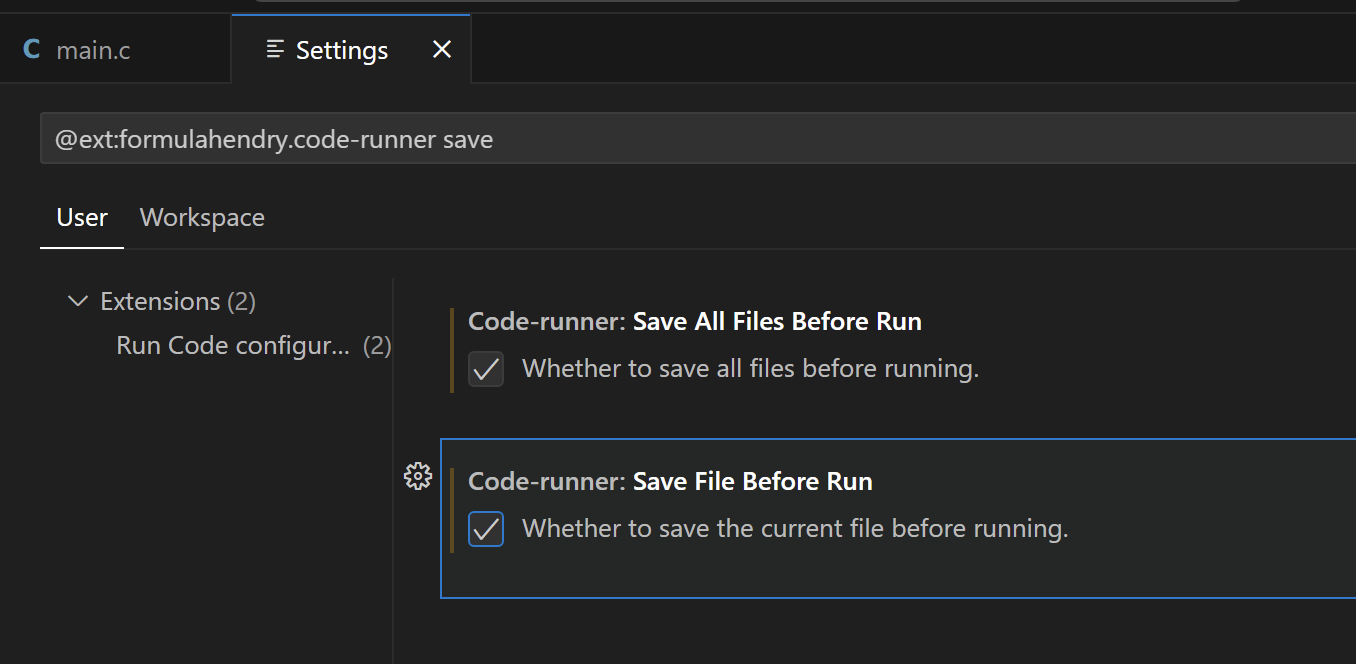 C main.c
Settings
@ext:formulahendry.code-runner save
User Workspace
Extensions (2)
Run Code configur... (2)
Code-runner: Save All Files Before Run
Whether to save all files before running.
Code-runner: Save File Before Run
Whether to save the current file before running.